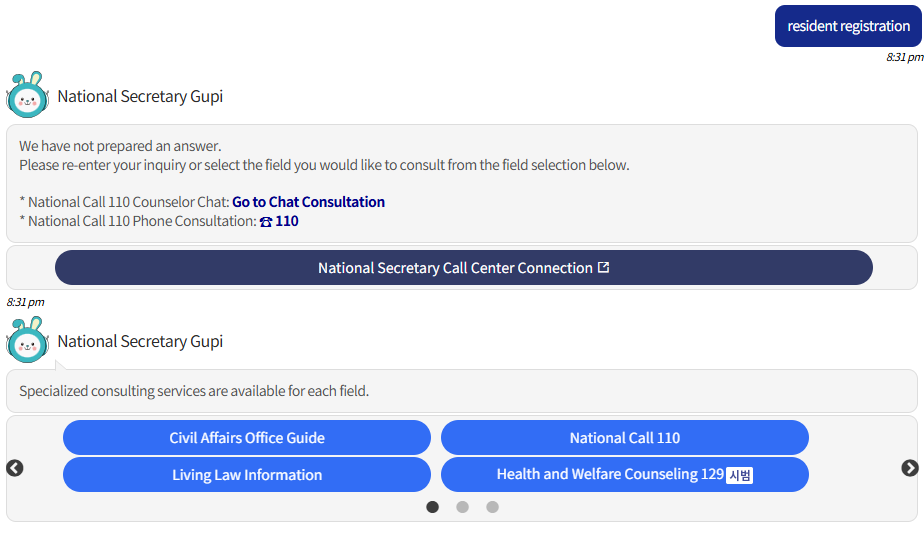 resident registration
8:31 pm
National Secretary Gupi
We have not prepared an answer.
Please re-enter your inquiry or select the field you would like to consult from the field selection below.
* National Call 110 Counselor Chat: Go to Chat Consultation
* National Call 110 Phone Consultation: ☎ 110
National Secretary Call Center Connection
8:31 pm
National Secretary Gupi
Specialized consulting services are available for each field.
Civil Affairs Office Guide
National Call 110
Living Law Information
Health and Welfare Counseling 129 시범